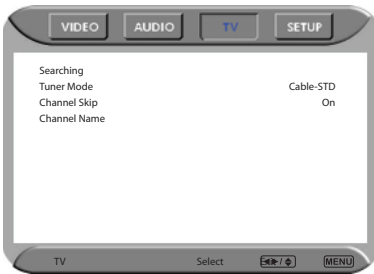 VIDEO AUDIO TV SETUP
Searching
Tuner Mode Cable-STD
Channel Skip On
Channel Name
TV Select / MENU